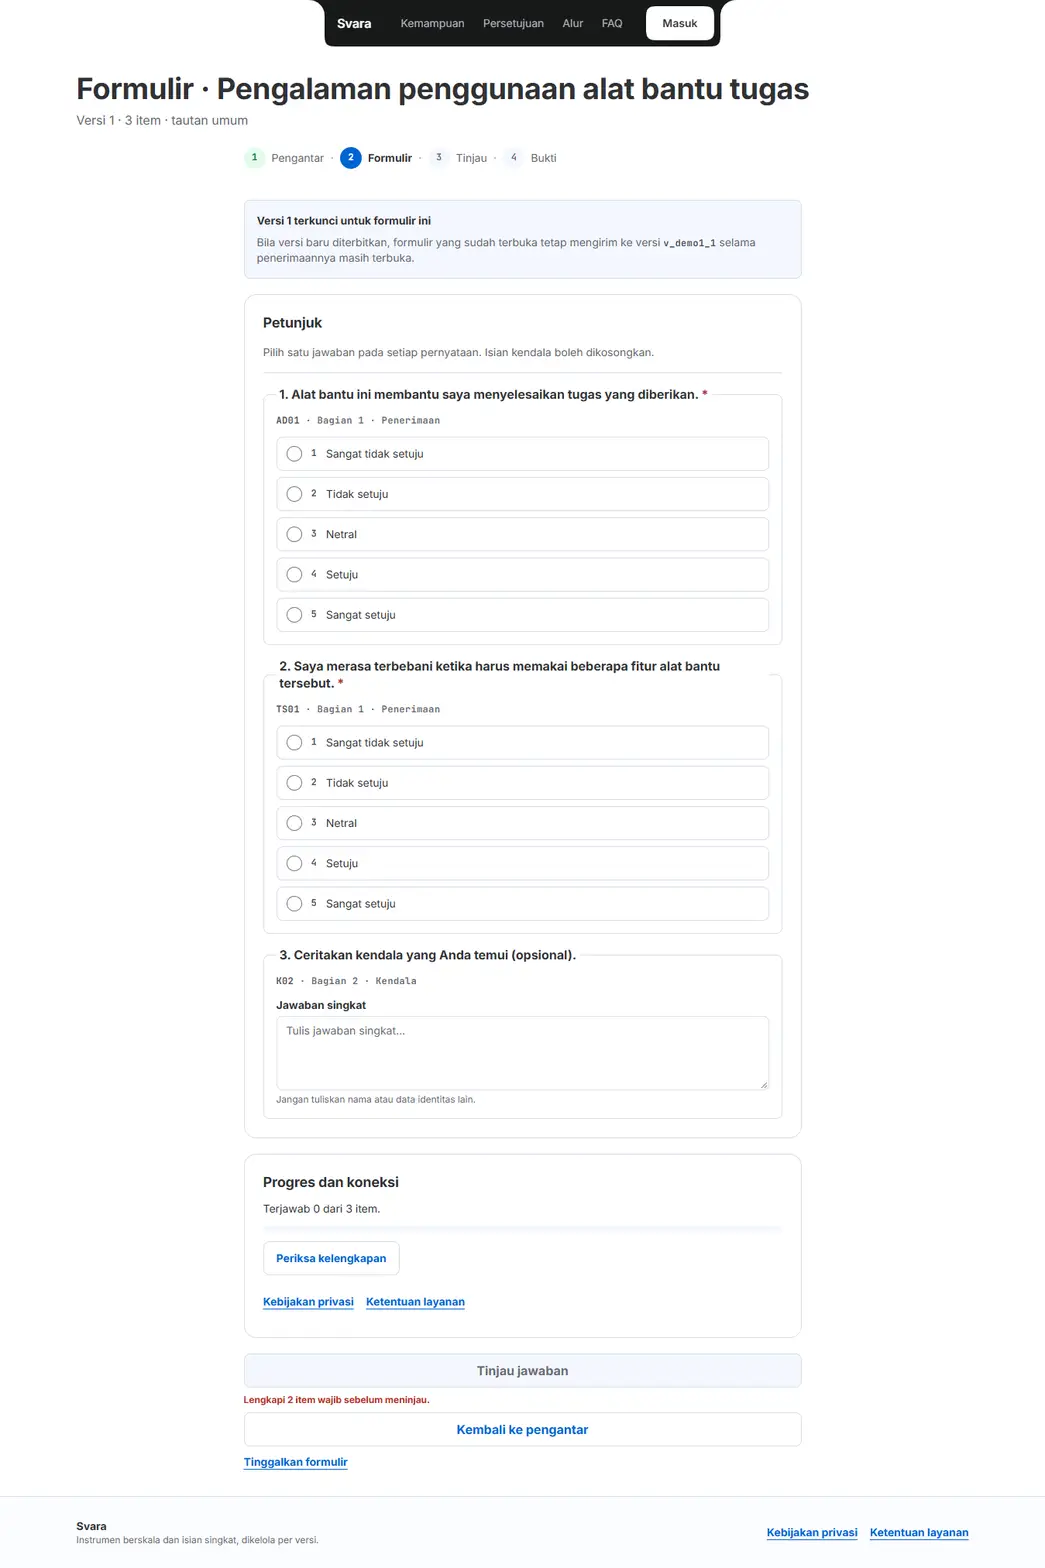 Svara Kemampuan Persetujuan Alur FAQ Masuk
Formulir · Pengalaman penggunaan alat bantu tugas
Versi 1 · 3 item · tautan umum
1 Pengantar · 2 Formulir · 3 Tinjau · 4 Bukti
Versi 1 terkunci untuk formulir ini
Bila versi baru diterbitkan, formulir yang sudah terbuka tetap mengirim ke versi v_demo1_1 selama
penerimaannya masih terbuka.
Petunjuk
Pilih satu jawaban pada setiap pernyataan. Isian kendala boleh dikosongkan.
1. Alat bantu ini membantu saya menyelesaikan tugas yang diberikan. *
AD01 · Bagian 1 · Penerimaan
1 Sangat tidak setuju
2 Tidak setuju
3 Netral
4 Setuju
5 Sangat setuju
2. Saya merasa terbebani ketika harus memakai beberapa fitur alat bantu
tersebut. *
TS01 · Bagian 1 · Penerimaan
1 Sangat tidak setuju
2 Tidak setuju
3 Netral
4 Setuju
5 Sangat setuju
3. Ceritakan kendala yang Anda temui (opsional).
K02 · Bagian 2 · Kendala
Jawaban singkat
Tulis jawaban singkat...
Jangan tuliskan nama atau data identitas lain.
Progres dan koneksi
Terjawab 0 dari 3 item.
Periksa kelengkapan
Kebijakan privasi Ketentuan layanan
Tinjau jawaban
Lengkapi 2 item wajib sebelum meninjau.
Kembali ke pengantar
Tinggalkan formulir
Svara
Instrumen berskala dan isian singkat, dikelola per versi.
Kebijakan privasi Ketentuan layanan